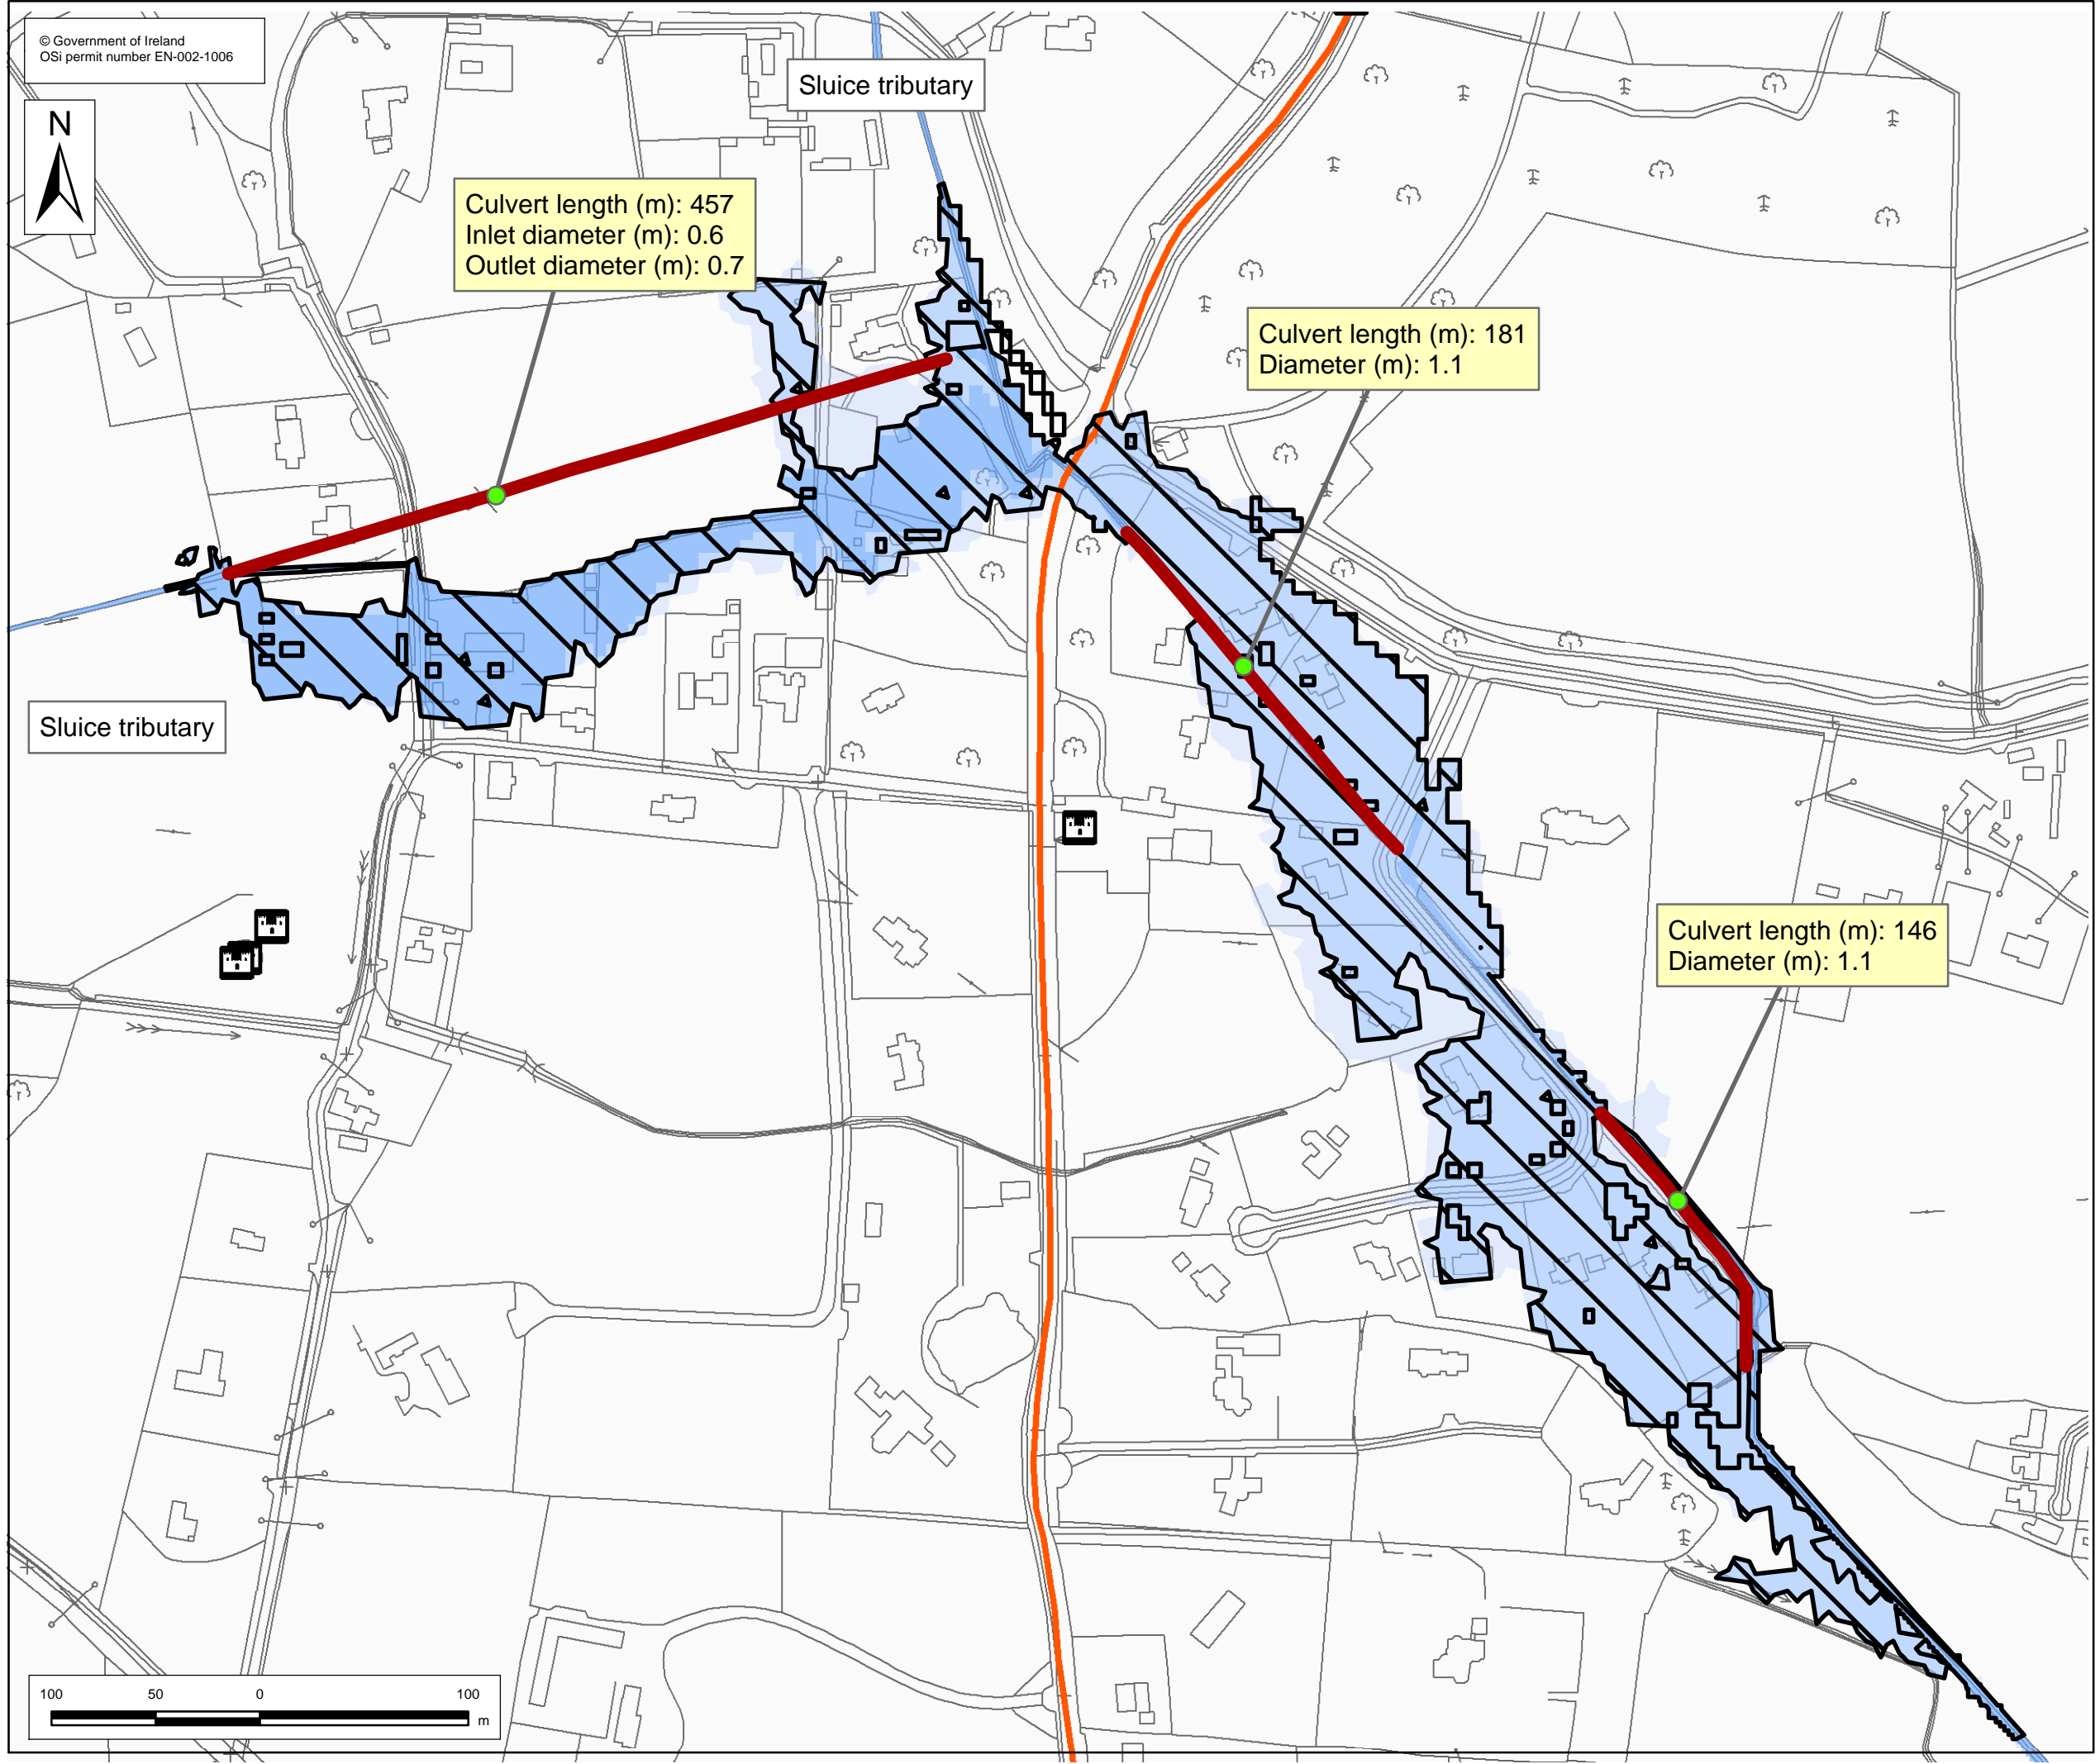 © Government of Ireland
OSi permit number EN-002-1006
N
Sluice tributary
Culvert length (m): 457
Inlet diameter (m): 0.6
Outlet diameter (m): 0.7
Culvert length (m): 181
Diameter (m): 1.1
Sluice tributary
Culvert length (m): 146
Diameter (m): 1.1
100 50 0 100
m